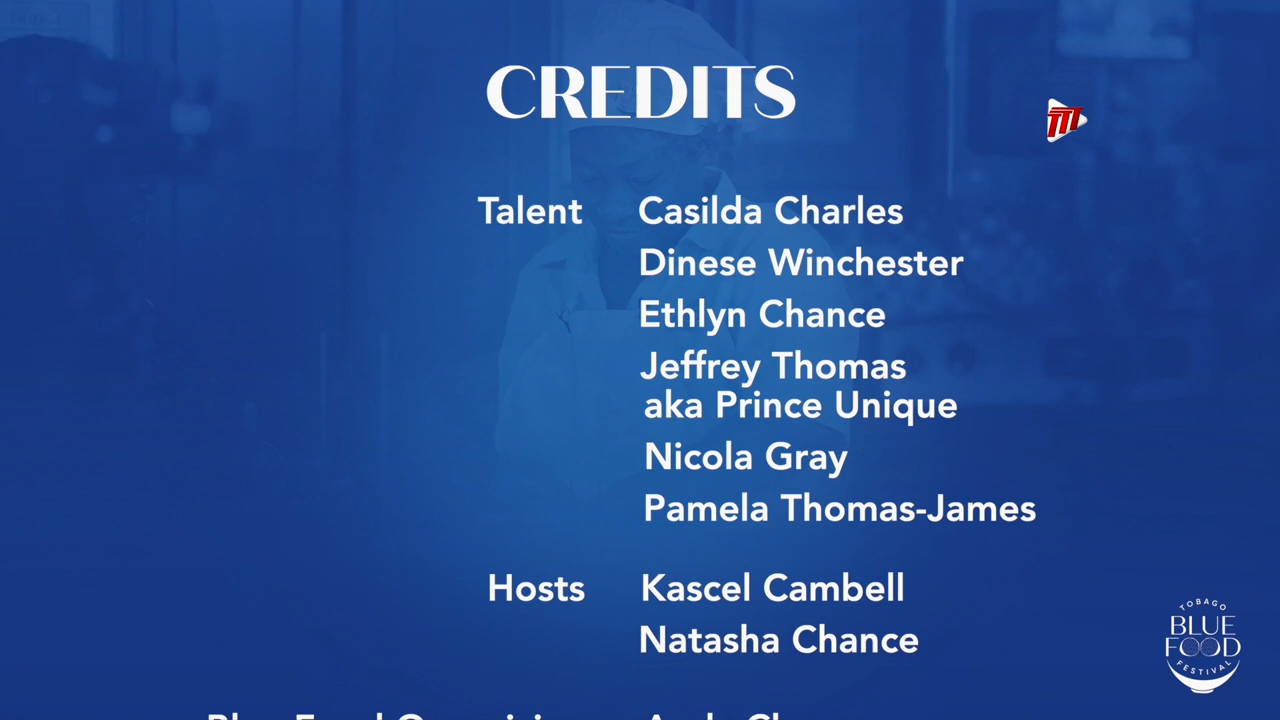 CREDITS
Talent Casilda Charles
Dinese Winchester
Ethlyn Chance
Jeffrey Thomas
aka Prince Unique
Nicola Gray
Pamela Thomas-James
Hosts Kascel Cambell
Natasha Chance
TOBAGO
BLUE
FOOD
FESTIVAL